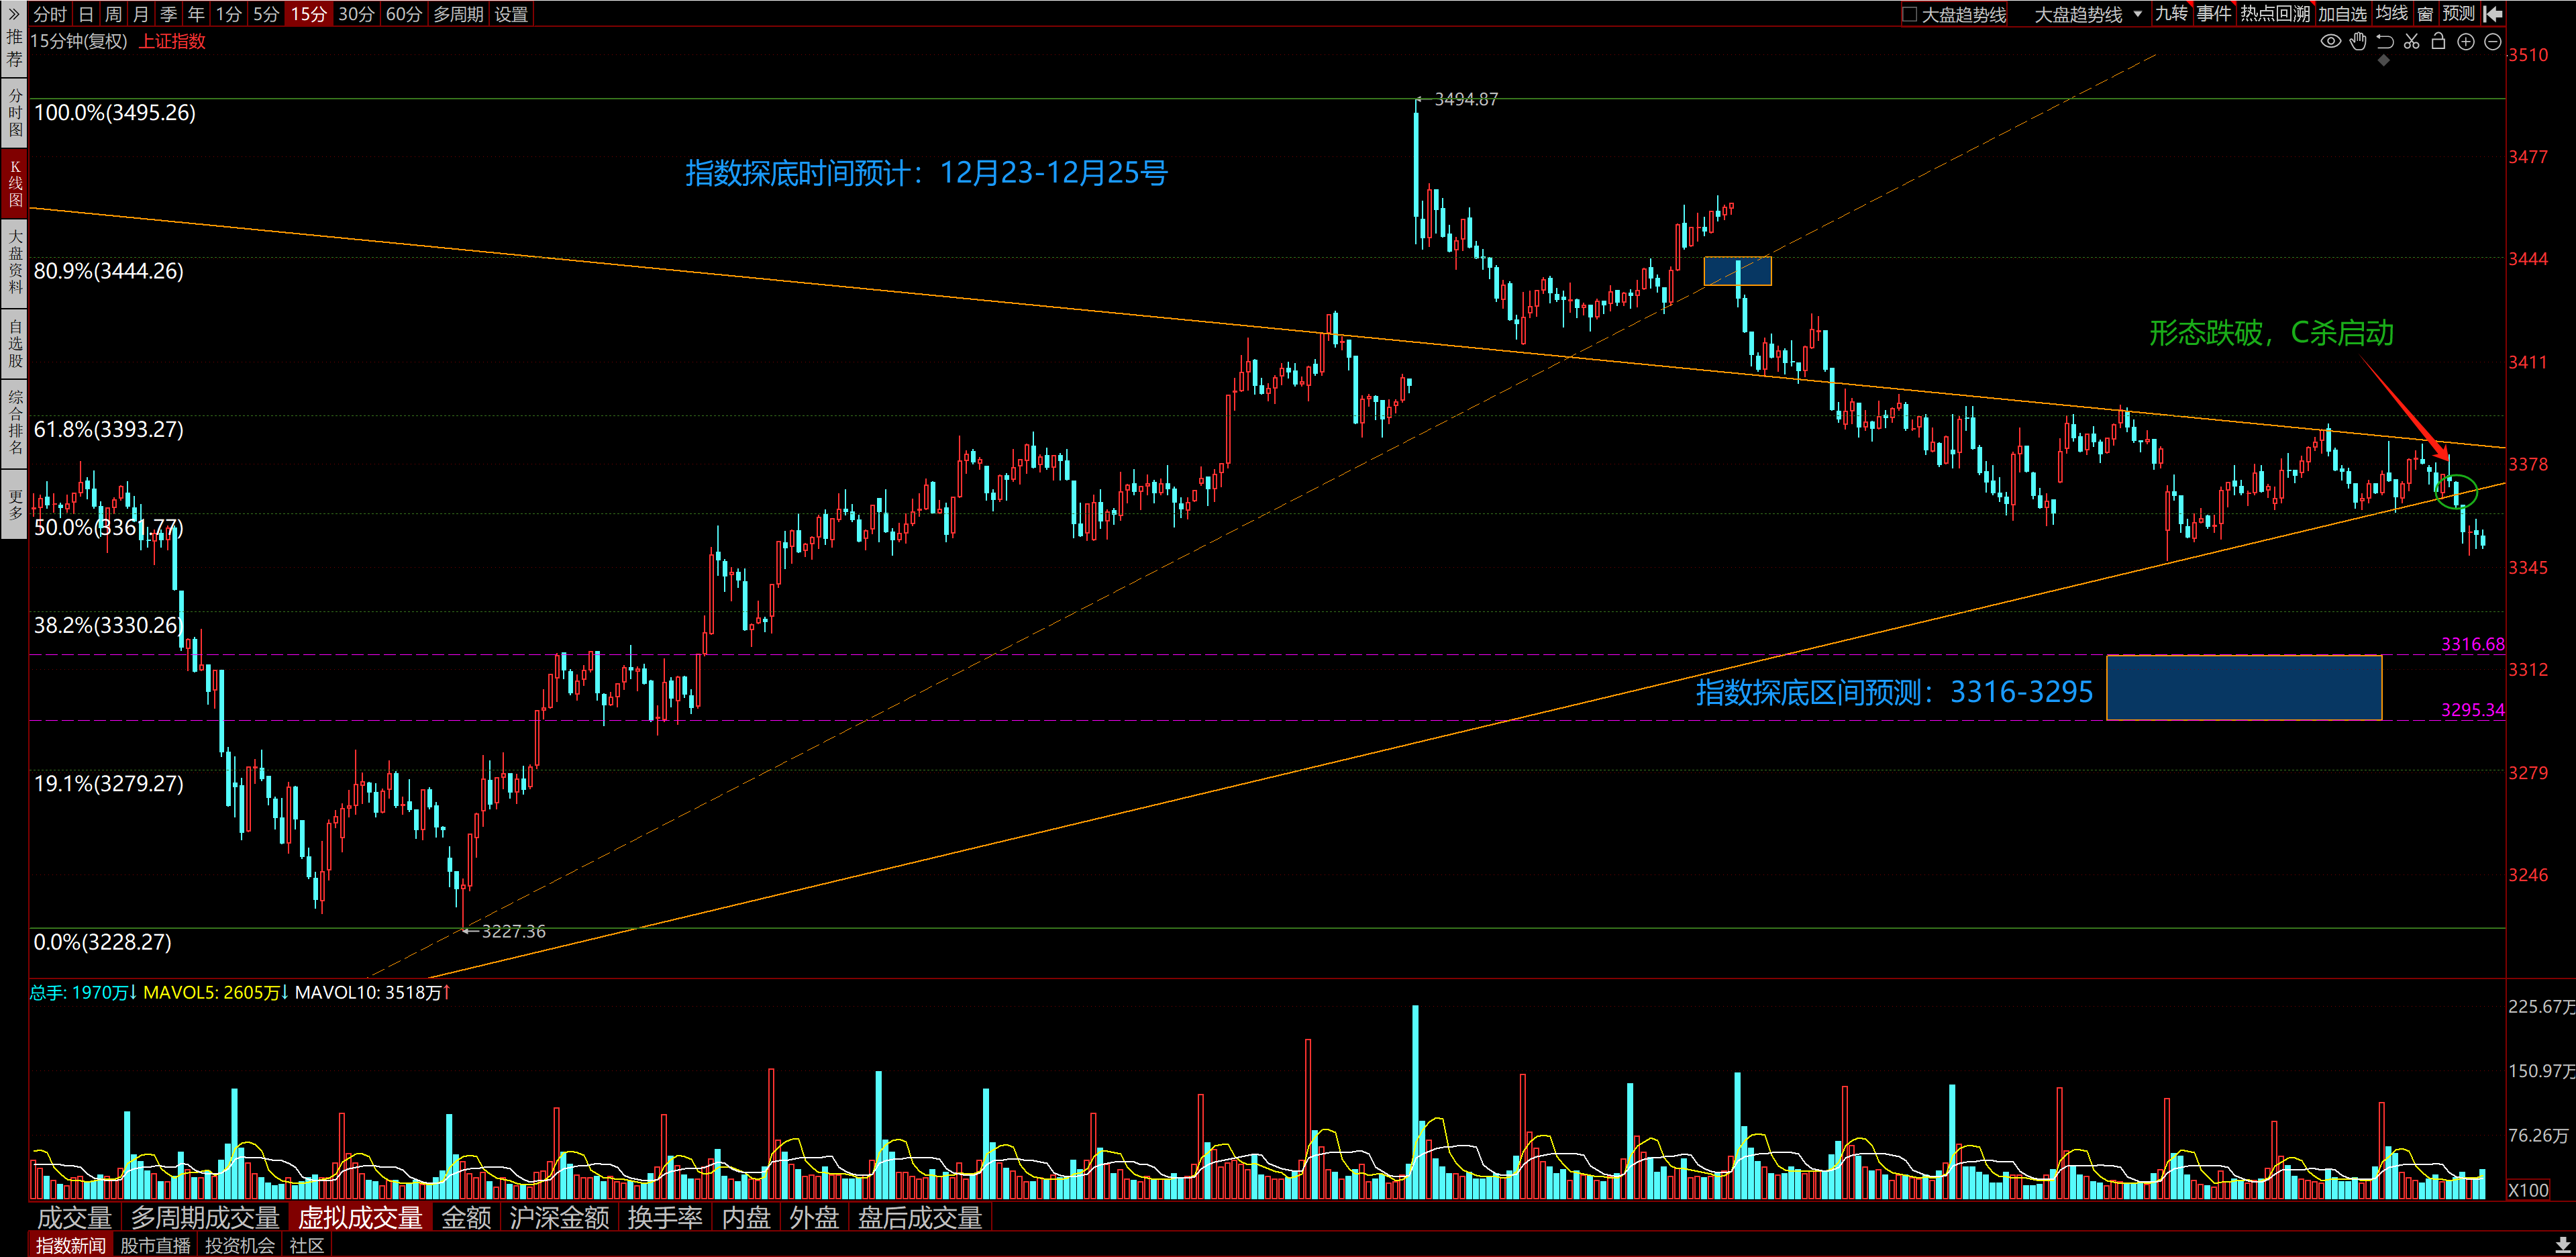 » 分时 日 周 月 季 年 1分 5分 15分 30分 60分 多周期 设置 大盘趋势线 大盘趋势线 九转 事件 热点回溯 加自选 均线 窗 预测
推荐
分时图
K线图
大盘资料
自选股
综合排名
更多
15分钟(复权) 上证指数
3510
3494.87
100.0%(3495.26)
3477
指数探底时间预计：12月23-12月25号
3444
80.9%(3444.26)
形态跌破，C杀启动
3411
61.8%(3393.27)
3378
50.0%(3361.77)
3345
38.2%(3330.26)
3316.68
3312
指数探底区间预测：3316-3295
3295.34
3279
19.1%(3279.27)
3246
3227.36
0.0%(3228.27)
总手: 1970万↓ MAVOL5: 2605万↓ MAVOL10: 3518万↑
225.67万
150.97万
76.26万
X100
成交量 多周期成交量 虚拟成交量 金额 沪深金额 换手率 内盘 外盘 盘后成交量
指数新闻 股市直播 投资机会 社区